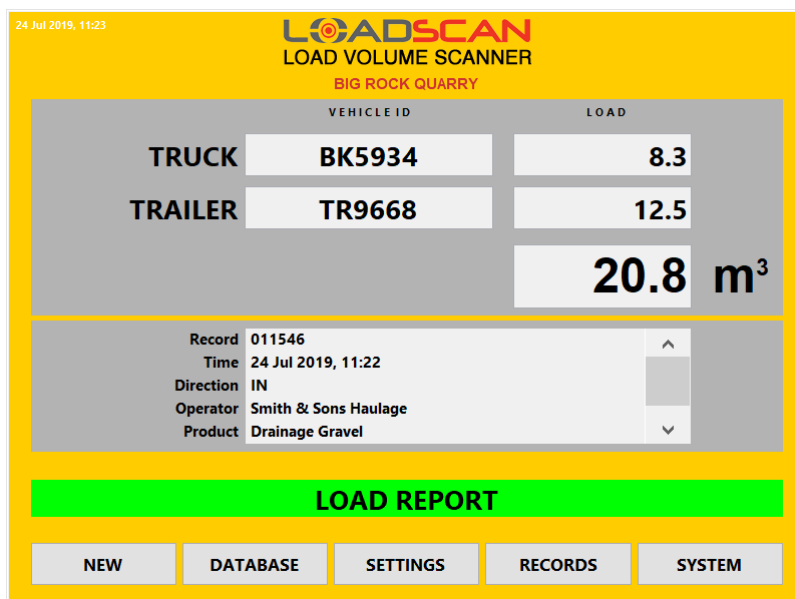 24 Jul 2019, 11:23
LOADSCAN
LOAD VOLUME SCANNER
BIG ROCK QUARRY
VEHICLE ID LOAD
TRUCK BK5934 8.3
TRAILER TR9668 12.5
20.8 m³
Record 011546
Time 24 Jul 2019, 11:22
Direction IN
Operator Smith & Sons Haulage
Product Drainage Gravel
LOAD REPORT
NEW DATABASE SETTINGS RECORDS SYSTEM